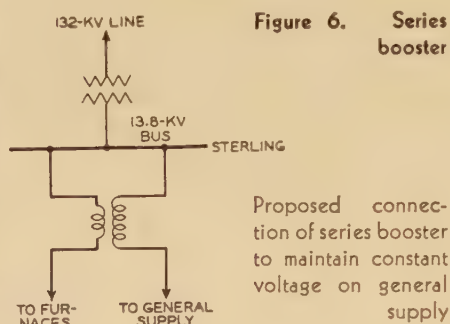 132-KV LINE
13.8-KV
BUS
STERLING
TO FUR-
NACES
TO GENERAL
SUPPLY
Figure 6. Series
booster
Proposed connec-
tion of series booster
to maintain constant
voltage on general
supply